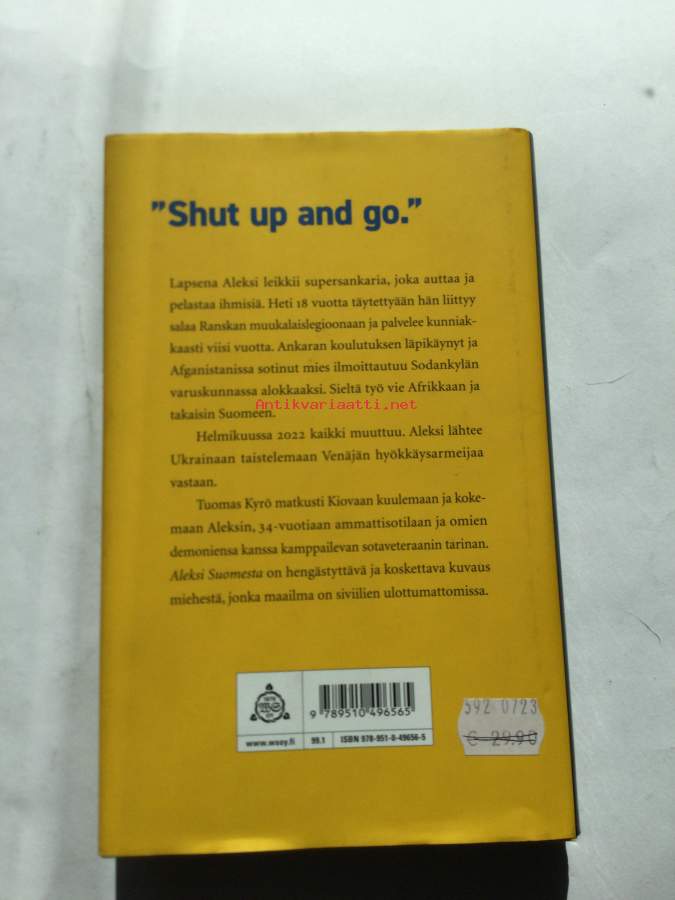 "Shut up and go."
Lapsena Aleksi leikkii supersankaria, joka auttaa ja
pelastaa ihmisiä. Heti 18 vuotta täytettyään hän liittyy
salaa Ranskan muukalaislegioonaan ja palvelee kunniak-
kaasti viisi vuotta. Ankaran koulutuksen läpikäynyt ja
Afganistanissa sotinut mies ilmoittautuu Sodankylän
varuskunnassa alokkaaksi. Sieltä työ vie Afrikkaan ja
Antikvariaatti.net
takaisin Suomeen.
Helmikuussa 2022 kaikki muuttuu. Aleksi lähtee
Ukrainaan taistelemaan Venäjän hyökkäysarmeijaa
vastaan.
Tuomas Kyrö matkusti Kiovaan kuulemaan ja koke-
maan Aleksin, 34-vuotiaan ammattisotilaan ja omien
demoniensa kanssa kamppailevan sotaveteraanin tarinan.
Aleksi Suomesta on hengästyttävä ja koskettava kuvaus
miehestä, jonka maailma on siviilien ulottumattomissa.
9 789510 496565
www.wsoy.fi 99.1 ISBN 978-951-0-49656-5
592 0723
€ 29.90